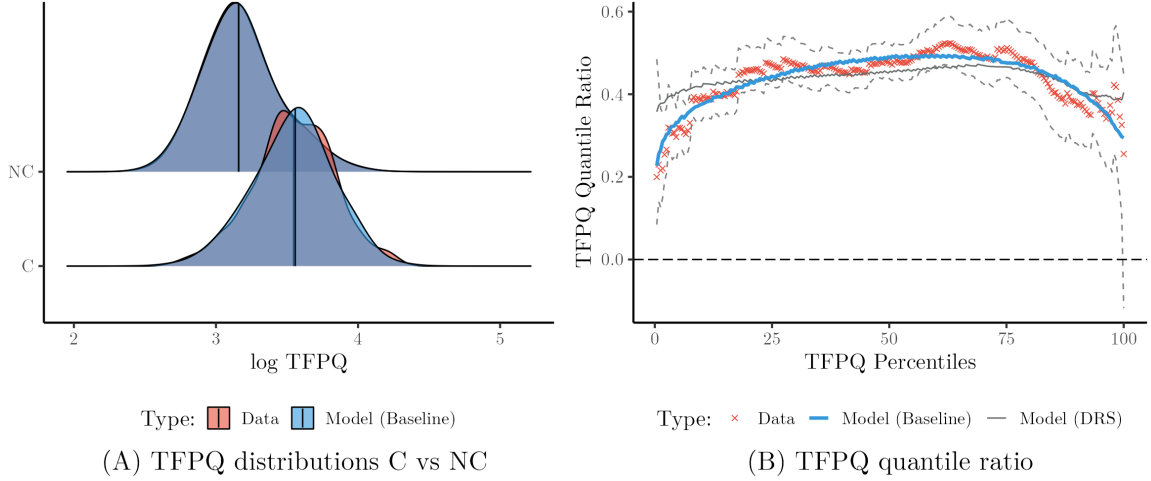 NC
C
2 3 4 5
log TFPQ
Type: Data Model (Baseline)
(A) TFPQ distributions C vs NC
TFPQ Quantile Ratio
0.6
0.4
0.2
0.0
0 25 50 75 100
TFPQ Percentiles
Type: Data Model (Baseline) Model (DRS)
(B) TFPQ quantile ratio